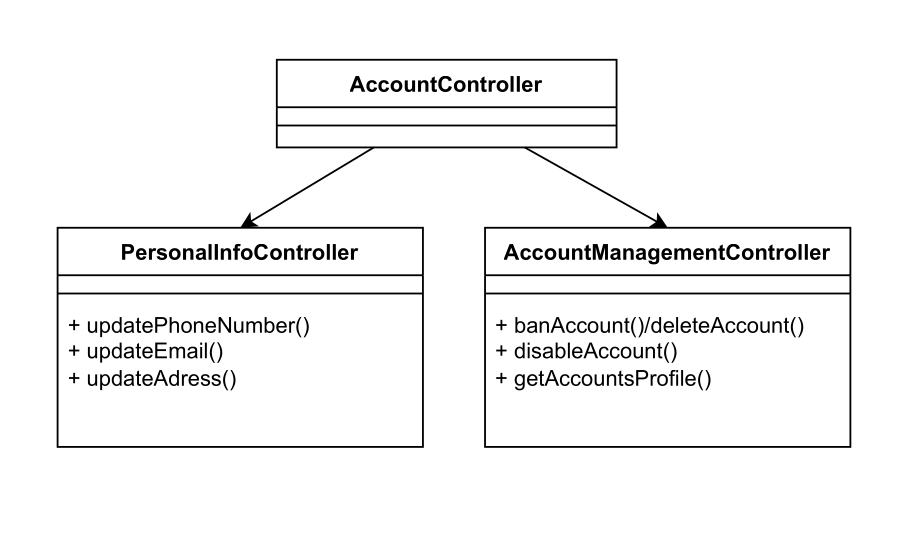 AccountController
PersonalInfoController
+ updatePhoneNumber()
+ updateEmail()
+ updateAdress()
AccountManagementController
+ banAccount()/deleteAccount()
+ disableAccount()
+ getAccountsProfile()